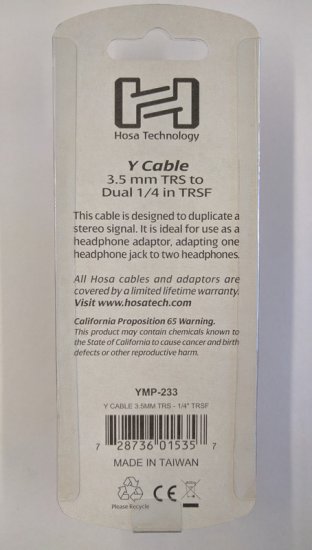 Hosa Technology
Y Cable
3.5 mm TRS to
Dual 1/4 in TRSF
This cable is designed to duplicate a
stereo signal. It is ideal for use as a
headphone adaptor, adapting one
headphone jack to two headphones.
All Hosa cables and adaptors are
covered by a limited lifetime warranty.
Visit www.hosatech.com
California Proposition 65 Warning.
This product may contain chemicals known to
the State of California to cause cancer and birth
defects or other reproductive harm.
YMP-233
Y CABLE 3.5MM TRS - 1/4" TRSF
7 28736 01535 7
MADE IN TAIWAN
Please Recycle
CE